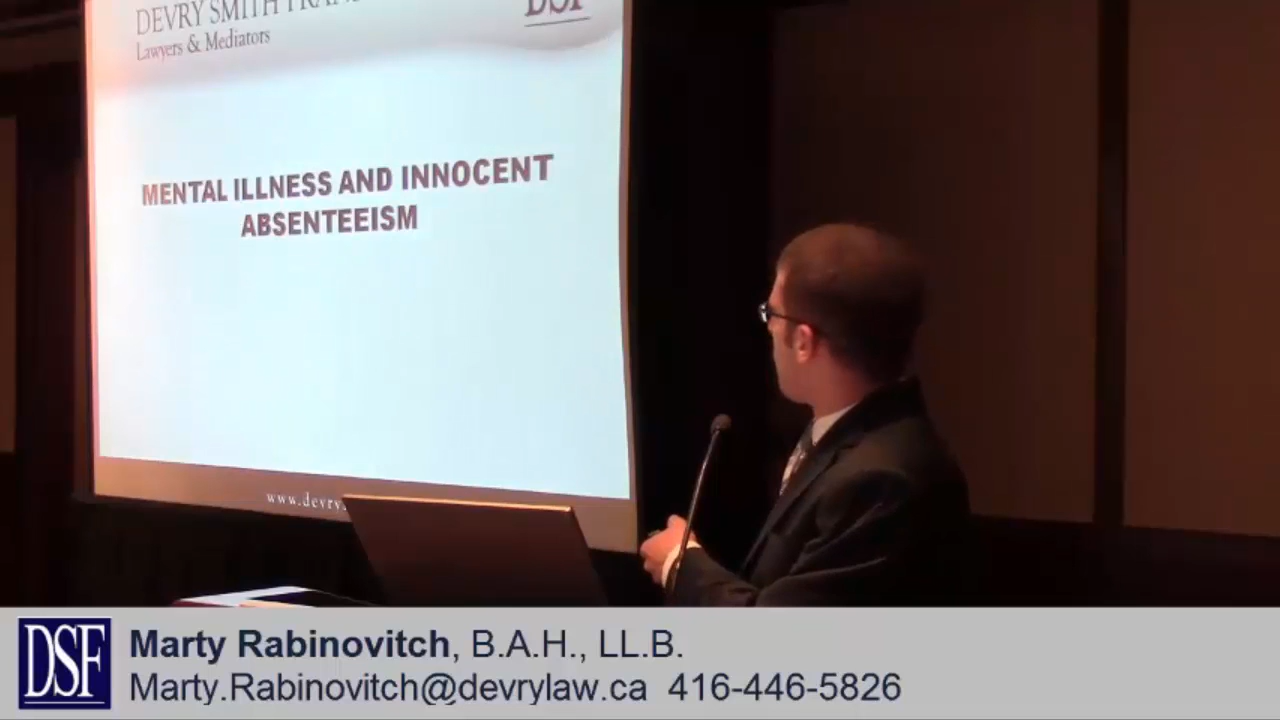 DEVRY SMITH
Lawyers & Mediators
DSF
MENTAL ILLNESS AND INNOCENT
ABSENTEEISM
www.devry
DSF
Marty Rabinovitch, B.A.H., LL.B.
Marty.Rabinovitch@devrylaw.ca 416-446-5826